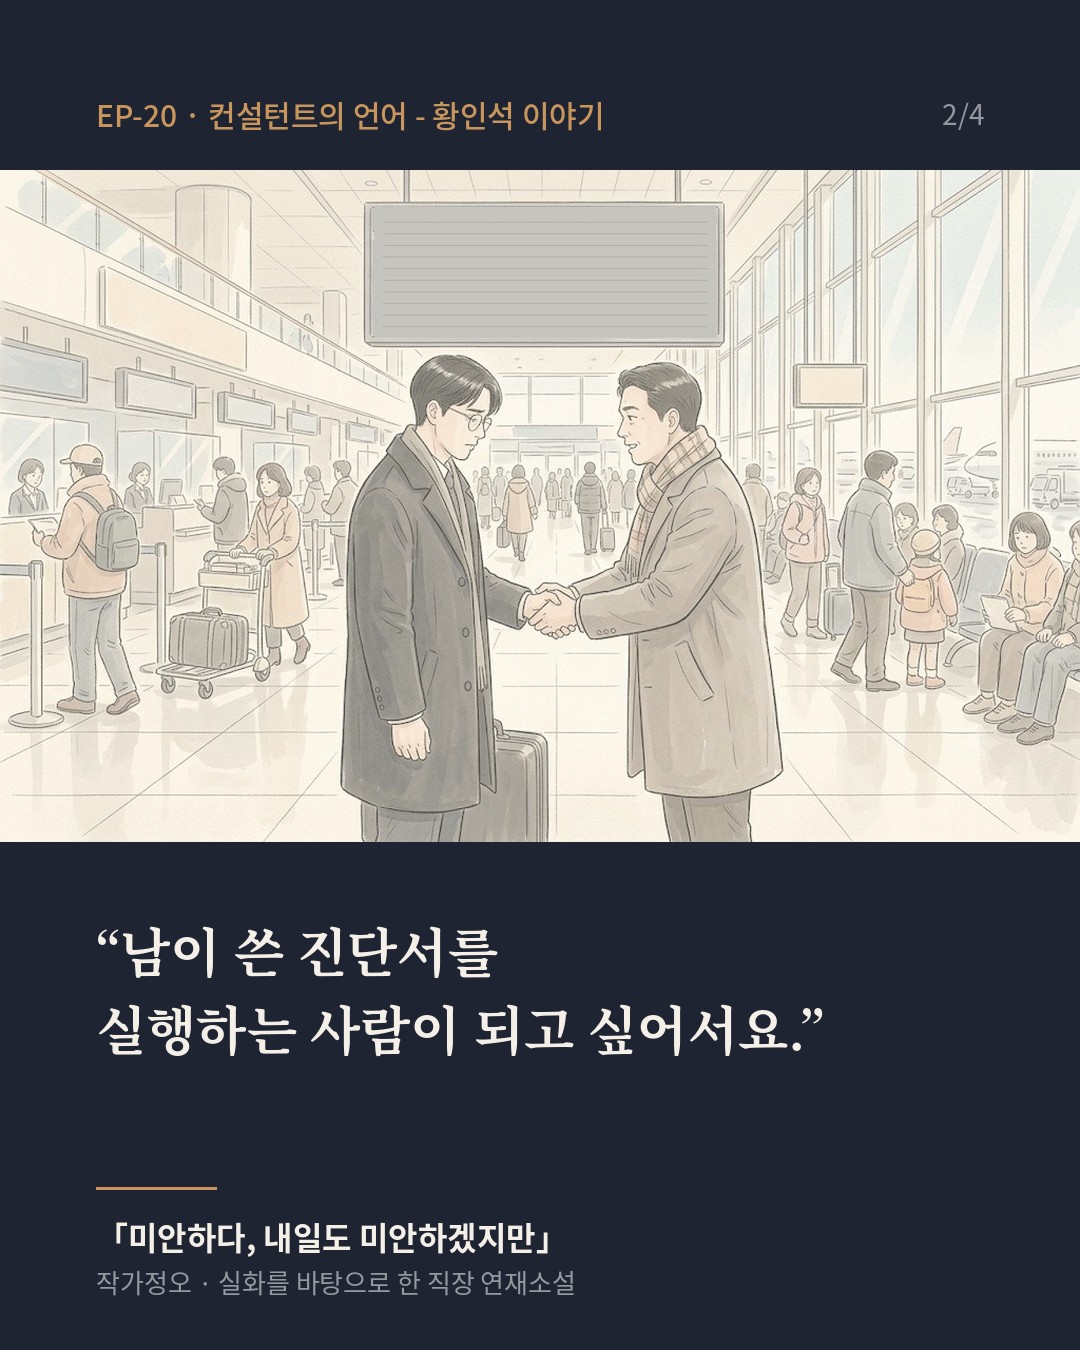 EP-20 · 컨설턴트의 언어 - 황인석 이야기
2/4
“남이 쓴 진단서를
실행하는 사람이 되고 싶어서요.”
「미안하다, 내일도 미안하겠지만」
작가정오 · 실화를 바탕으로 한 직장 연재소설